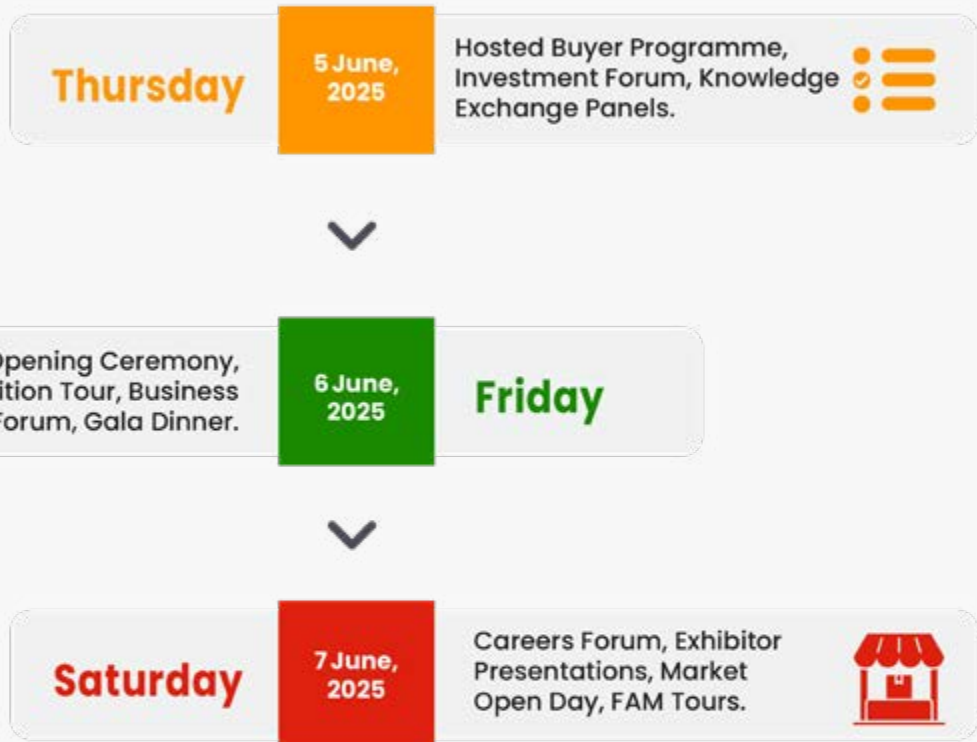 Thursday
5 June,
2025
Hosted Buyer Programme,
Investment Forum, Knowledge
Exchange Panels.
Opening Ceremony,
Tour, Business
Forum, Gala Dinner.
6 June,
2025
Friday
Saturday
7 June,
2025
Careers Forum, Exhibitor
Presentations, Market
Open Day, FAM Tours.